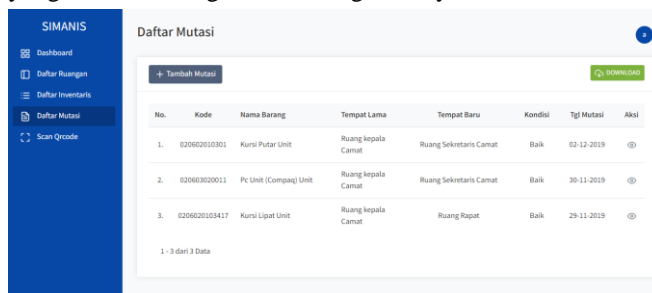 SIMANIS
Dashboard
Daftar Ruangan
Daftar Inventaris
Daftar Mutasi
Scan Qrcode
Daftar Mutasi
a
+ Tambah Mutasi
DOWNLOAD
No. Kode Nama Barang Tempat Lama Tempat Baru Kondisi Tgl Mutasi Aksi
1. 020602010301 Kursi Putar Unit Ruang kepala Camat Ruang Sekretaris Camat Baik 02-12-2019
2. 020603020011 Pc Unit (Compaq) Unit Ruang kepala Camat Ruang Sekretaris Camat Baik 30-11-2019
3. 0206020103417 Kursi Lipat Unit Ruang kepala Camat Ruang Rapat Baik 29-11-2019
1 - 3 dari 3 Data